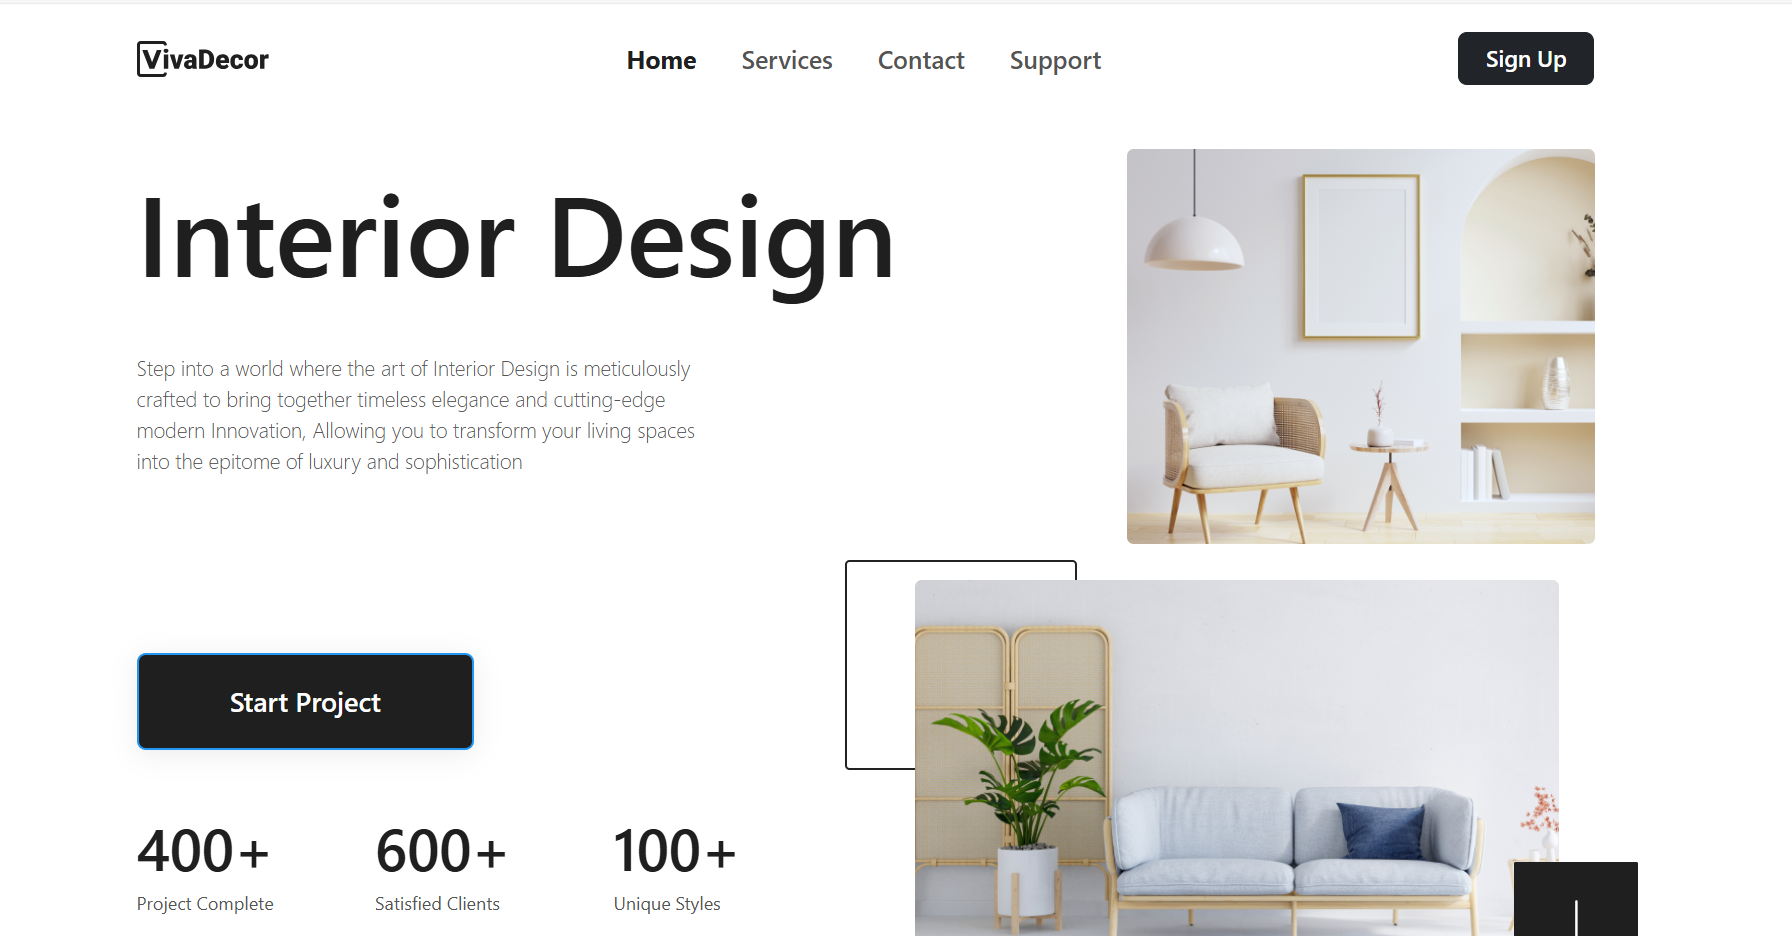 VivaDecor
Home Services Contact Support
Sign Up
Interior Design
Step into a world where the art of Interior Design is meticulously
crafted to bring together timeless elegance and cutting-edge
modern Innovation, Allowing you to transform your living spaces
into the epitome of luxury and sophistication
Start Project
400+ 600+ 100+
Project Complete Satisfied Clients Unique Styles